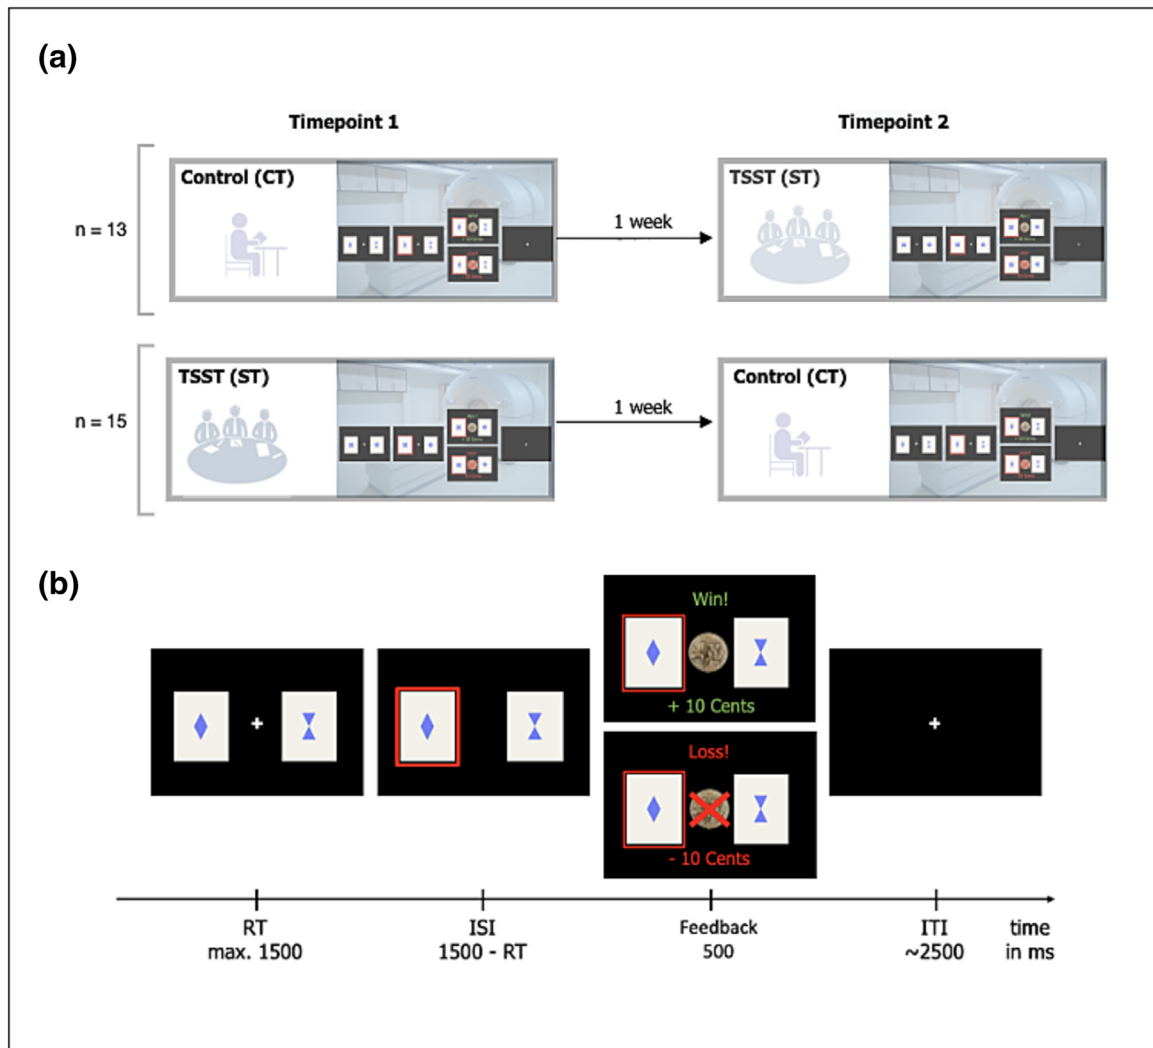 (a)
Timepoint 1
Timepoint 2
n = 13
Control (CT)
1 week
TSST (ST)
n = 15
TSST (ST)
1 week
Control (CT)
(b)
Win!
+ 10 Cents
Loss!
- 10 Cents
RT
max. 1500
ISI
1500 - RT
Feedback
500
ITI
~2500
time
in ms